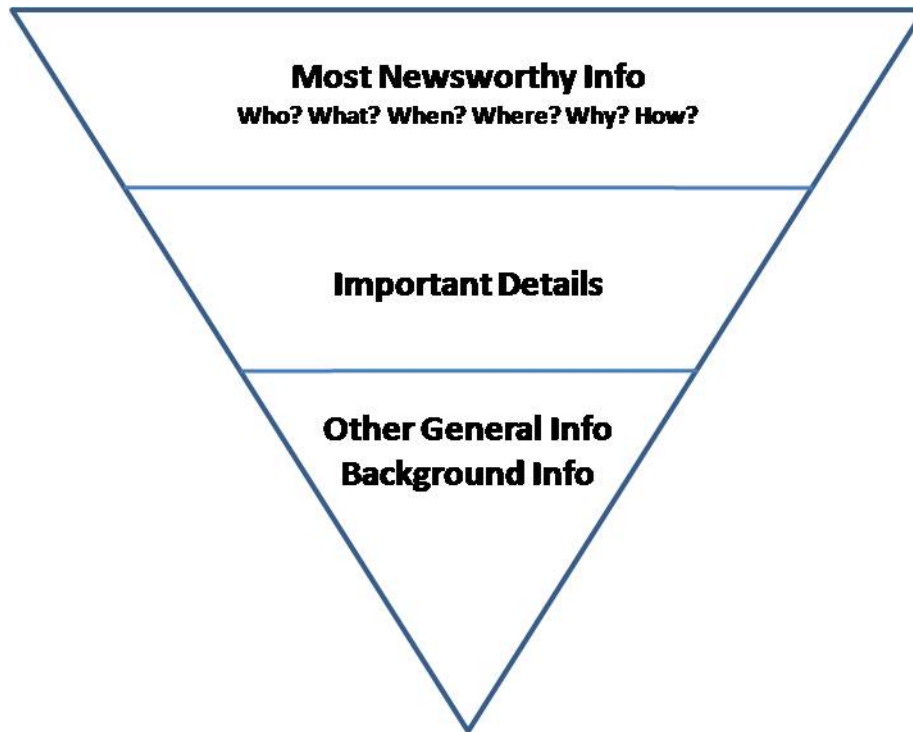 Most Newsworthy Info
Who? What? When? Where? Why? How?
Important Details
Other General Info
Background Info